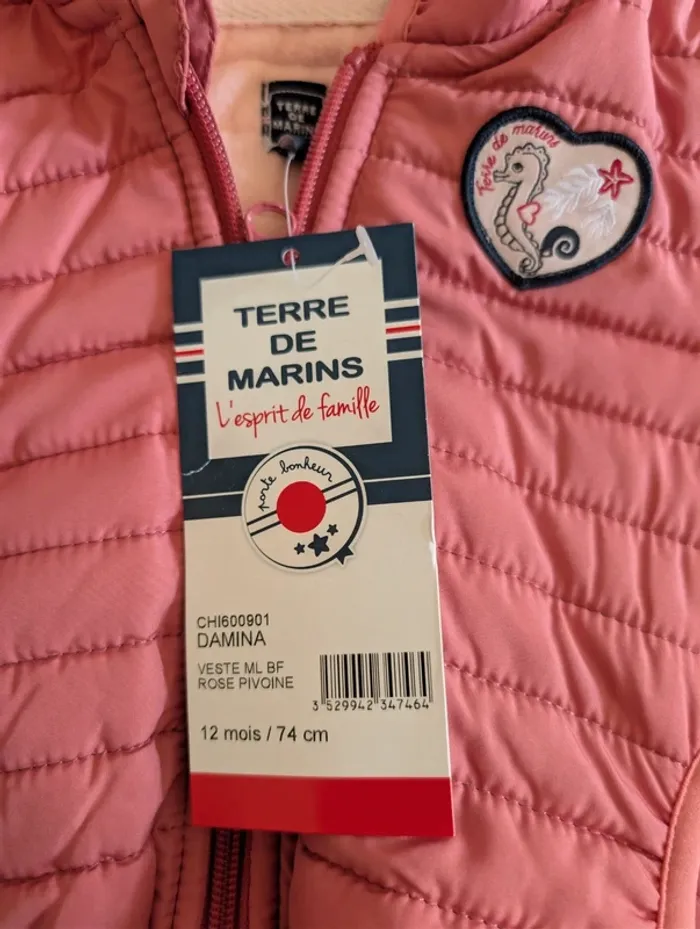 TERRE
DE
MARINS
Terre de marins
TERRE
DE
MARINS
L'esprit de famille
porte bonheur
CHI600901
DAMINA
VESTE ML BF
ROSE PIVOINE
3 529942 347464
12 mois / 74 cm